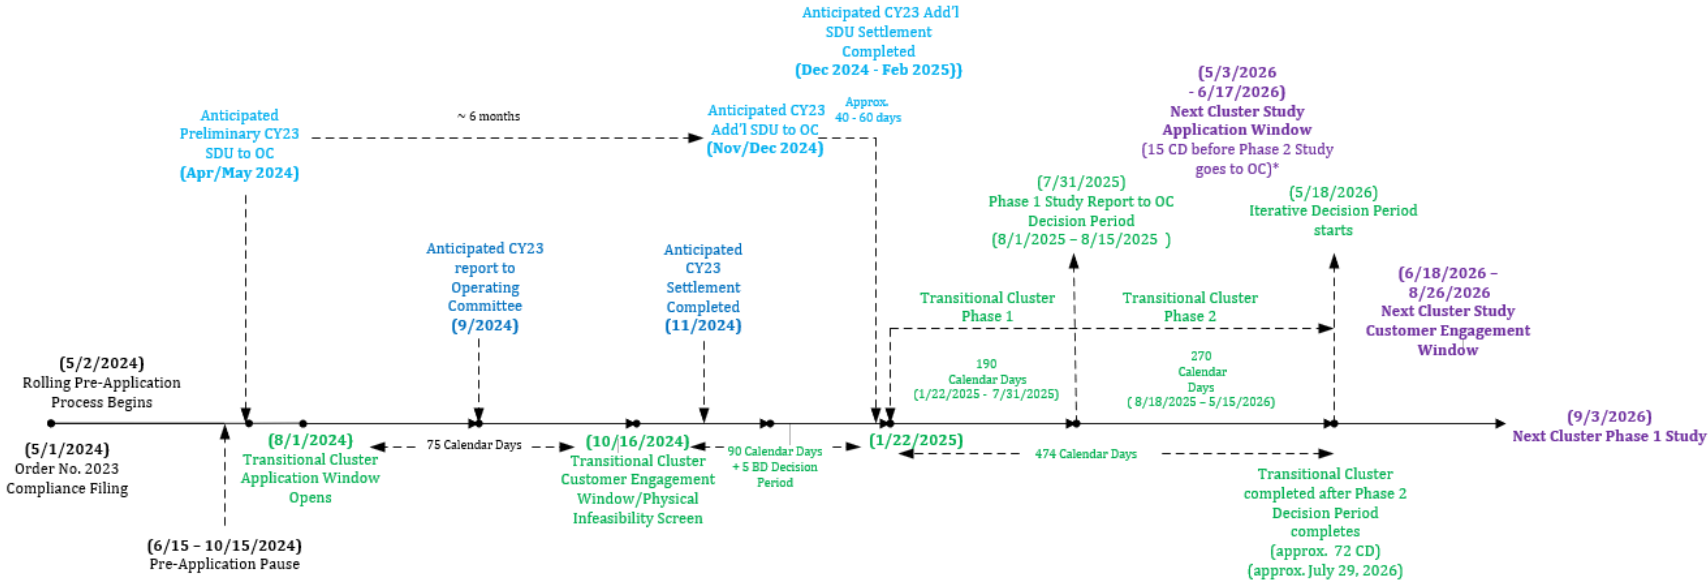 Anticipated CY23 Add'l
SDU Settlement
Completed
(Dec 2024 - Feb 2025))
Anticipated
Preliminary CY23
SDU to OC
(Apr/May 2024)
~ 6 months
Anticipated CY23
Add'l SDU to OC
(Nov/Dec 2024)
Approx.
40 - 60 days
(5/3/2026
- 6/17/2026)
Next Cluster Study
Application Window
(15 CD before Phase 2 Study
goes to OC)*
(7/31/2025)
Phase 1 Study Report to OC
Decision Period
(8/1/2025 – 8/15/2025 )
(5/18/2026)
Iterative Decision Period
starts
Anticipated CY23
report to
Operating
Committee
(9/2024)
Anticipated
CY23
Settlement
Completed
(11/2024)
(6/18/2026 –
8/26/2026
Next Cluster Study
Customer Engagement
Window
Transitional Cluster
Phase 1
Transitional Cluster
Phase 2
190
Calendar Days
(1/22/2025 - 7/31/2025)
270
Calendar
Days
( 8/18/2025 – 5/15/2026)
(5/2/2024)
Rolling Pre-Application
Process Begins
(5/1/2024)
Order No. 2023
Compliance Filing
(6/15 – 10/15/2024)
Pre-Application Pause
(8/1/2024)
Transitional Cluster
Application Window
Opens
75 Calendar Days
(10/16/2024)
Transitional Cluster
Customer Engagement
Window/Physical
Infeasibility Screen
90 Calendar Days
+ 5 BD Decision
Period
(1/22/2025)
474 Calendar Days
Transitional Cluster
completed after Phase 2
Decision Period
completes
(approx. 72 CD)
(approx. July 29, 2026)
(9/3/2026)
Next Cluster Phase 1 Study